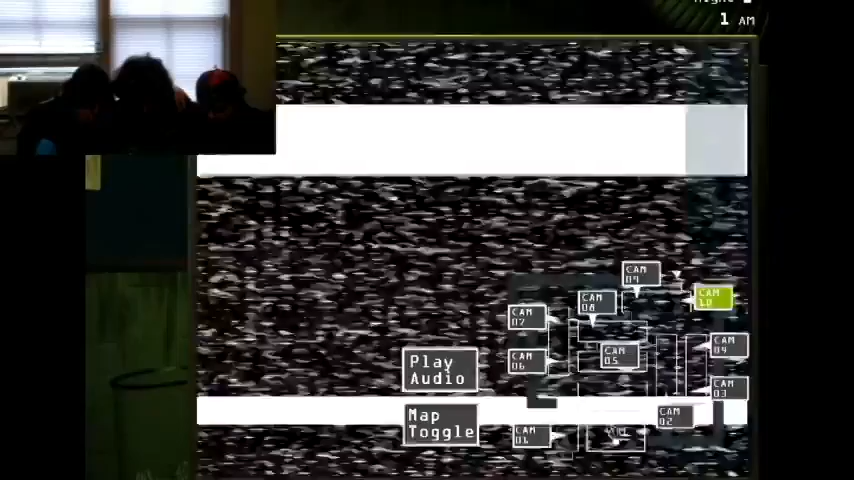 1 AM
CAM
09
CAM
08
CAM
10
CAM
07
CAM
04
CAM
05
CAM
06
Play
Audio
CAM
03
CAM
02
Map
Toggle
CAM
01